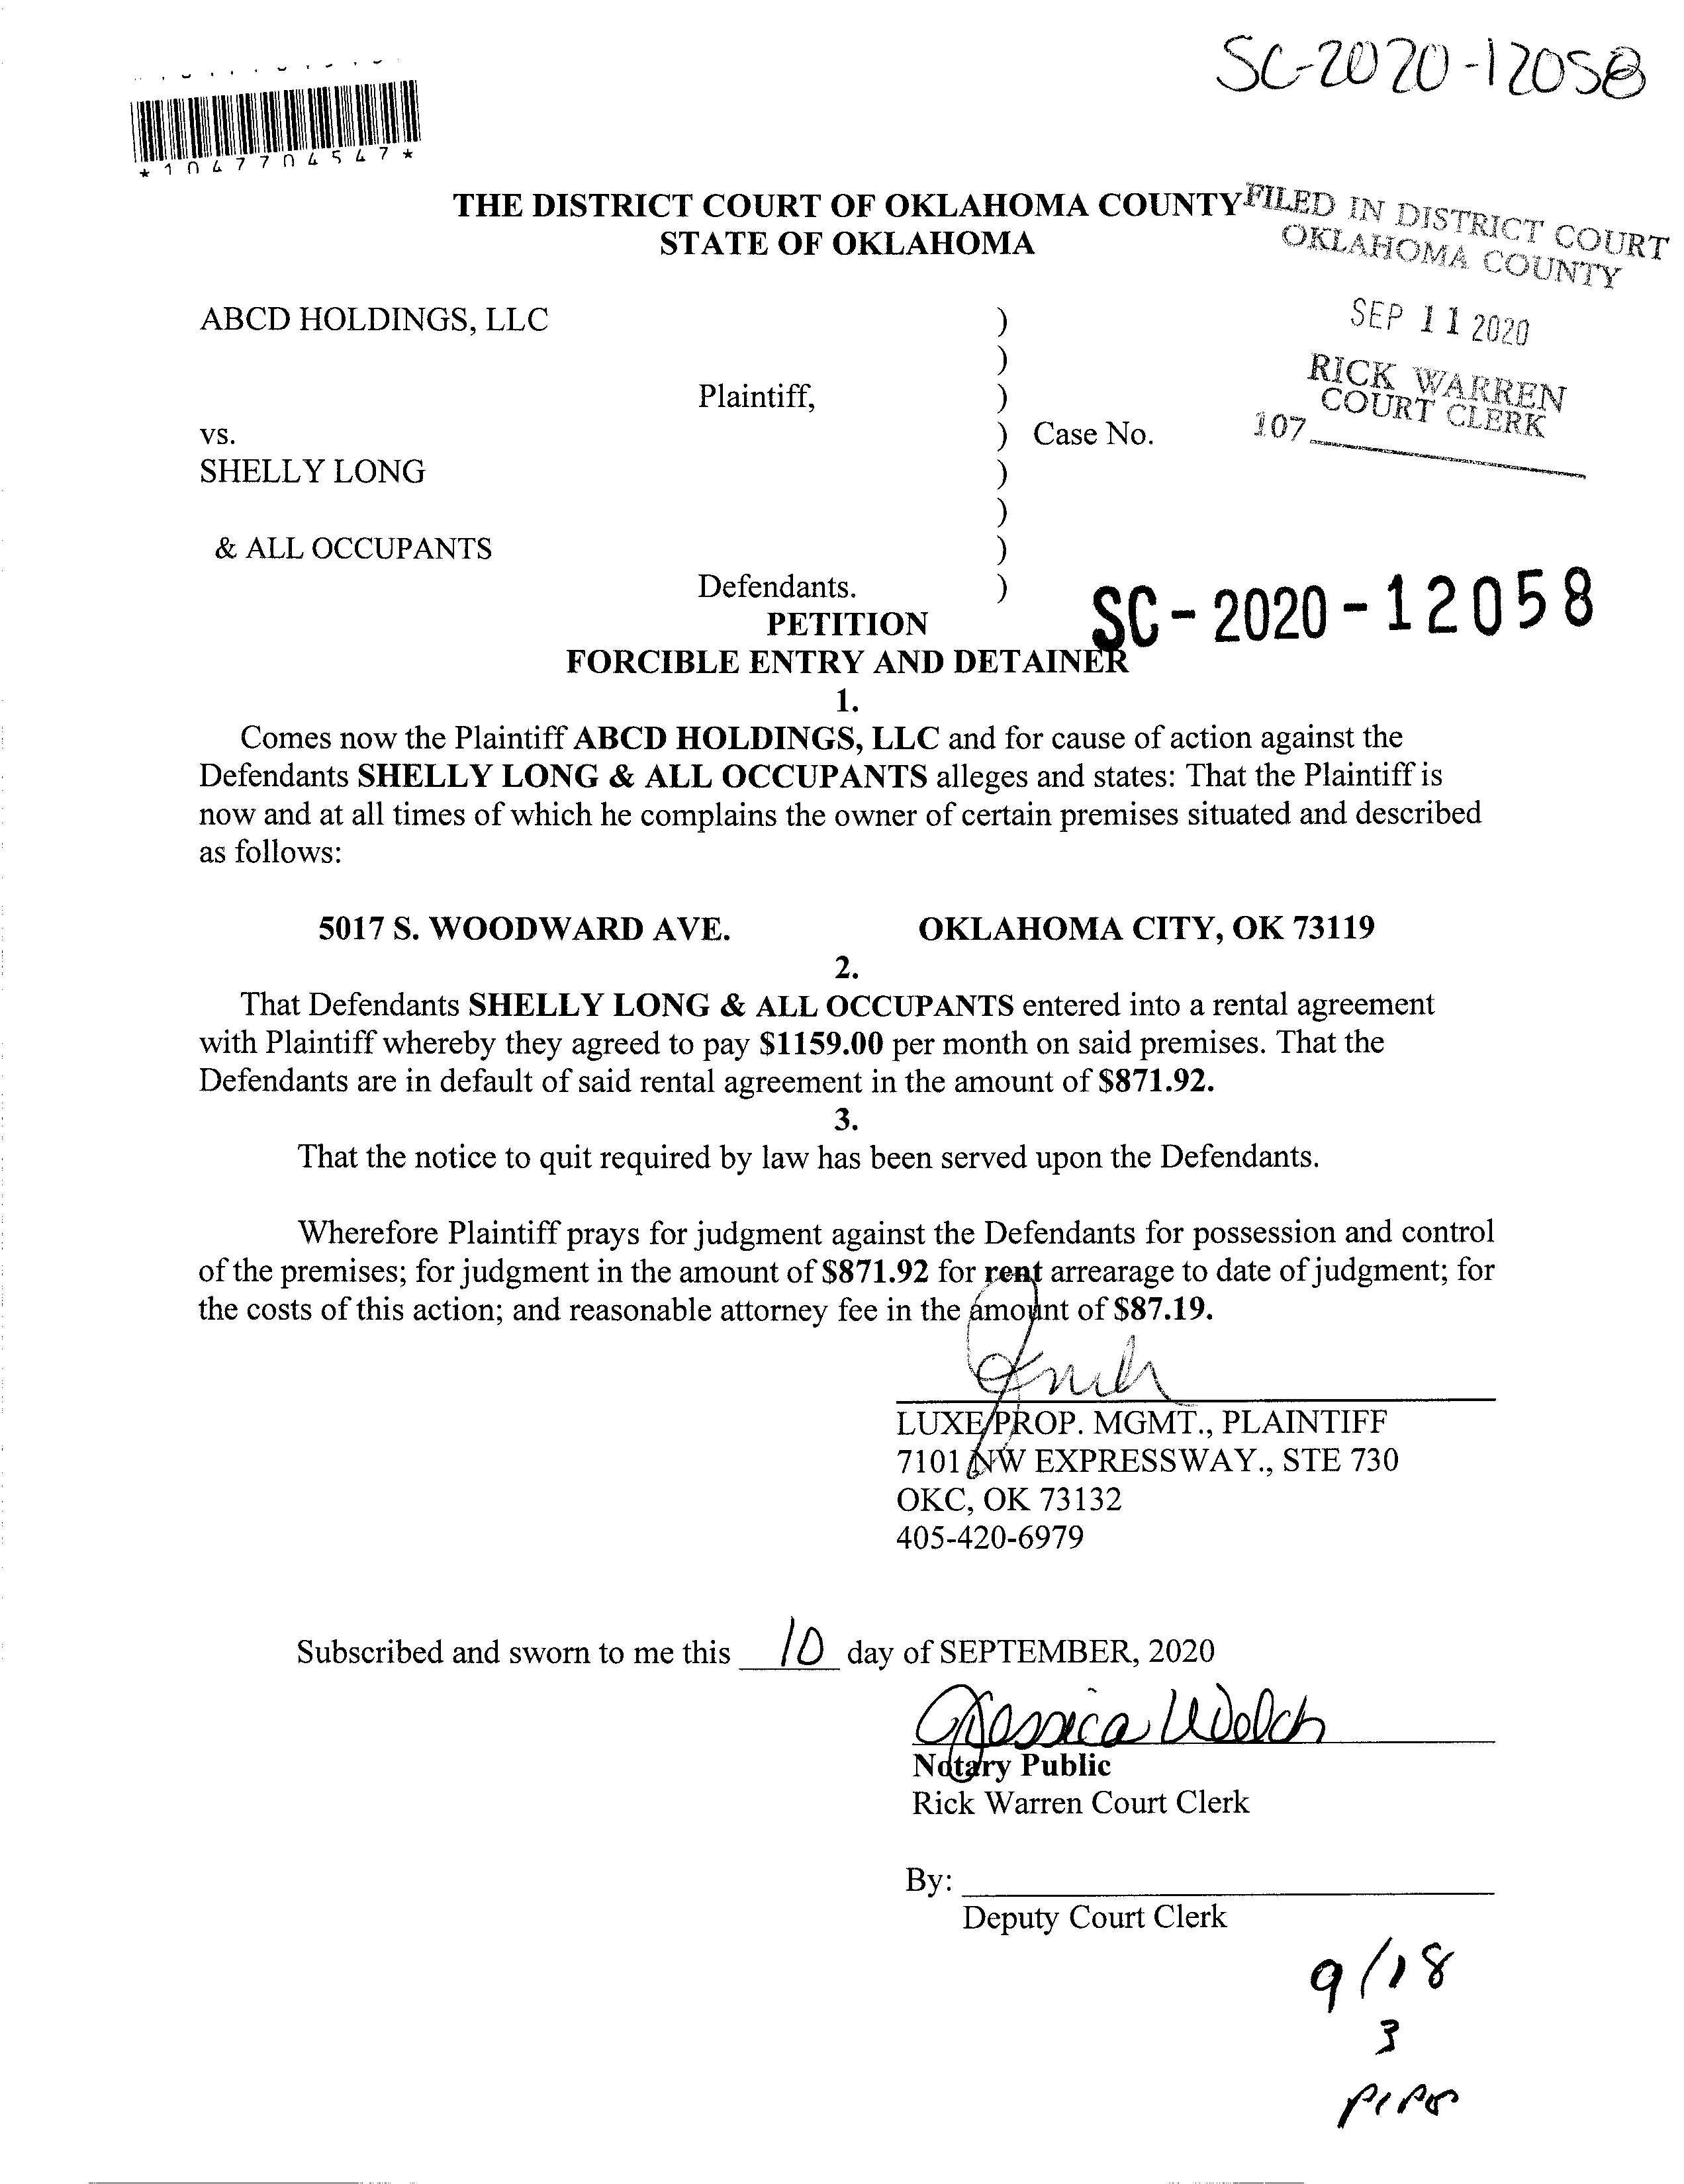 SC-2020-12058
*1047704547*
THE DISTRICT COURT OF OKLAHOMA COUNTY
STATE OF OKLAHOMA
FILED IN DISTRICT COURT
OKLAHOMA COUNTY
SEP 11 2020
RICK WARREN
COURT CLERK
107
ABCD HOLDINGS, LLC )
)
Plaintiff, )
vs. ) Case No.
SHELLY LONG )
)
& ALL OCCUPANTS )
Defendants. )
SC-2020-12058
PETITION
FORCIBLE ENTRY AND DETAINER
1.
Comes now the Plaintiff ABCD HOLDINGS, LLC and for cause of action against the
Defendants SHELLY LONG & ALL OCCUPANTS alleges and states: That the Plaintiff is
now and at all times of which he complains the owner of certain premises situated and described
as follows:
5017 S. WOODWARD AVE. OKLAHOMA CITY, OK 73119
2.
That Defendants SHELLY LONG & ALL OCCUPANTS entered into a rental agreement
with Plaintiff whereby they agreed to pay $1159.00 per month on said premises. That the
Defendants are in default of said rental agreement in the amount of $871.92.
3.
That the notice to quit required by law has been served upon the Defendants.
Wherefore Plaintiff prays for judgment against the Defendants for possession and control
of the premises; for judgment in the amount of $871.92 for rent arrearage to date of judgment; for
the costs of this action; and reasonable attorney fee in the amount of $87.19.
LUXE PROP. MGMT., PLAINTIFF
7101 NW EXPRESSWAY., STE 730
OKC, OK 73132
405-420-6979
Subscribed and sworn to me this 10 day of SEPTEMBER, 2020
Jessica Welch
Notary Public
Rick Warren Court Clerk
By:
Deputy Court Clerk
9/18
3